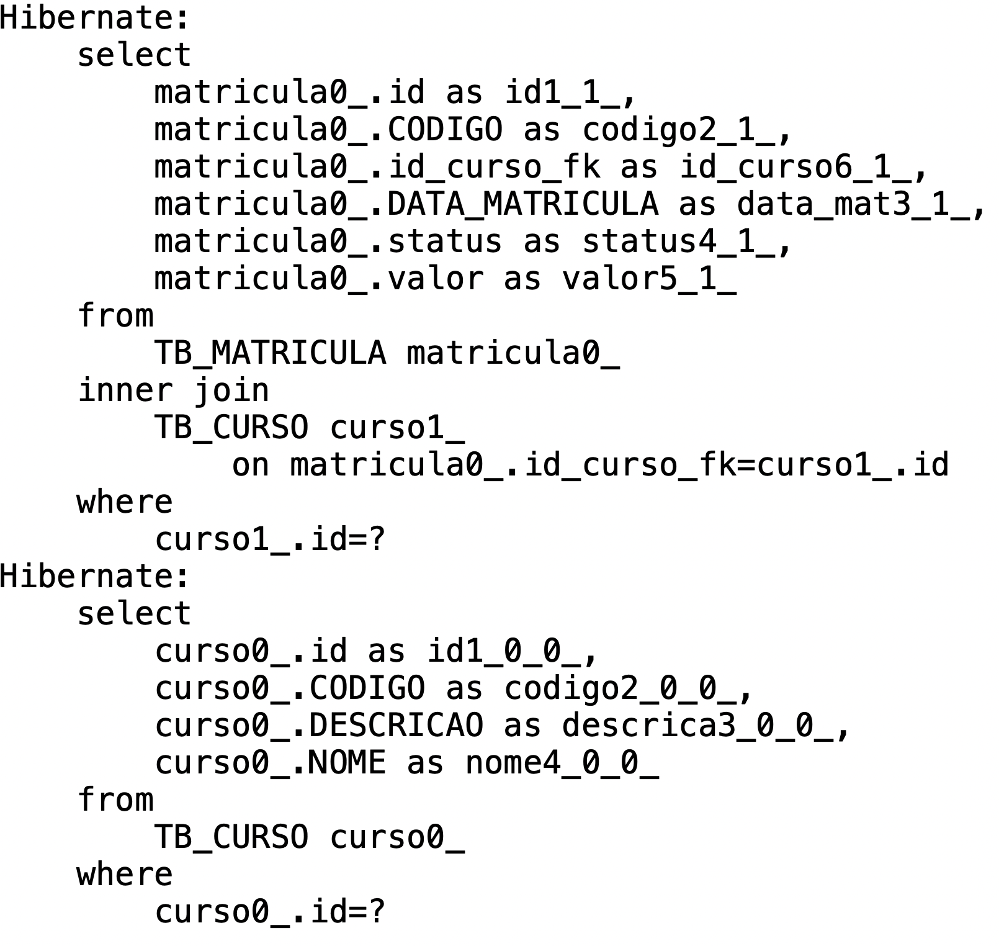 Hibernate:
    select
        matricula0_.id as id1_1_,
        matricula0_.CODIGO as codigo2_1_,
        matricula0_.id_curso_fk as id_curso6_1_,
        matricula0_.DATA_MATRICULA as data_mat3_1_,
        matricula0_.status as status4_1_,
        matricula0_.valor as valor5_1_
    from
        TB_MATRICULA matricula0_
    inner join
        TB_CURSO curso1_
            on matricula0_.id_curso_fk=curso1_.id
    where
        curso1_.id=?
Hibernate:
    select
        curso0_.id as id1_0_0_,
        curso0_.CODIGO as codigo2_0_0_,
        curso0_.DESCRICAO as descrica3_0_0_,
        curso0_.NOME as nome4_0_0_
    from
        TB_CURSO curso0_
    where
        curso0_.id=?